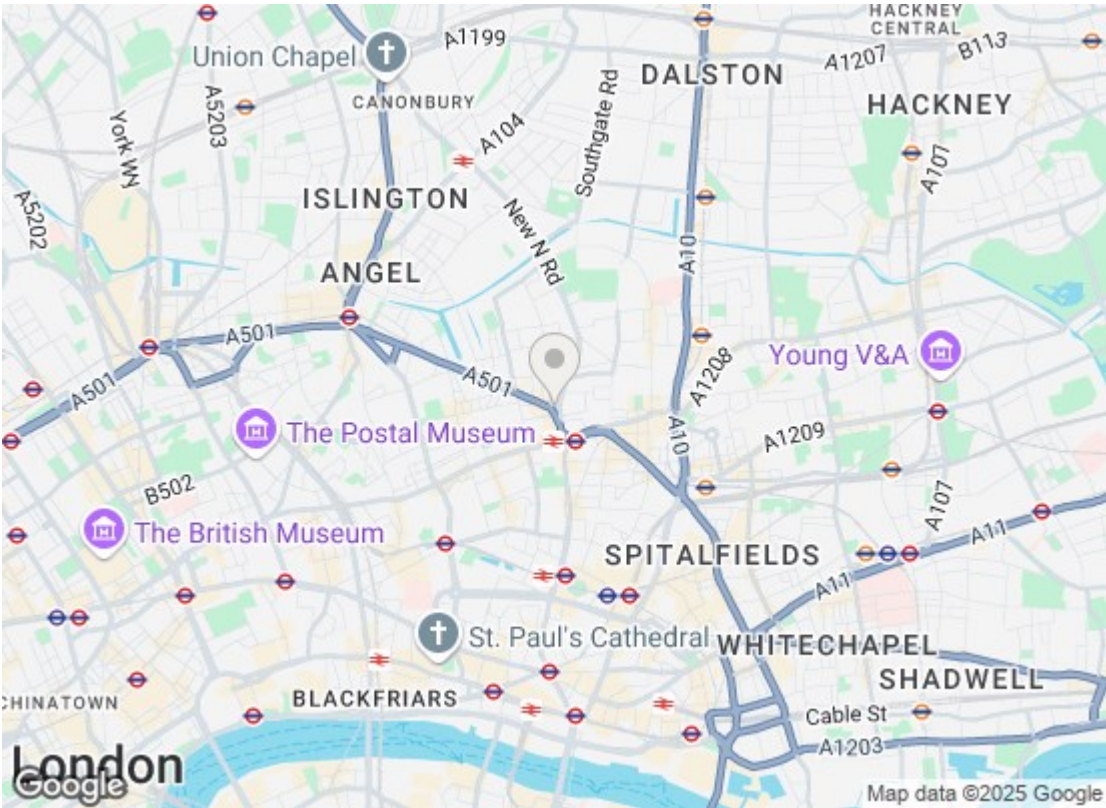 HACKNEY
CENTRAL
A1199
B113
A1207
Union Chapel
DALSTON
CANONBURY
HACKNEY
A5203
York Wy
A104
Southgate Rd
A107
ISLINGTON
A5202
New N Rd
A10
ANGEL
A501
Young V&A
A501
A501
A1208
The Postal Museum
A10
A1209
B502
A107
The British Museum
A11
SPITALFIELDS
A11
St. Paul's Cathedral
WHITECHAPEL
SHADWELL
CHINATOWN
BLACKFRIARS
Cable St
A1203
London
Google
Map data ©2025 Google